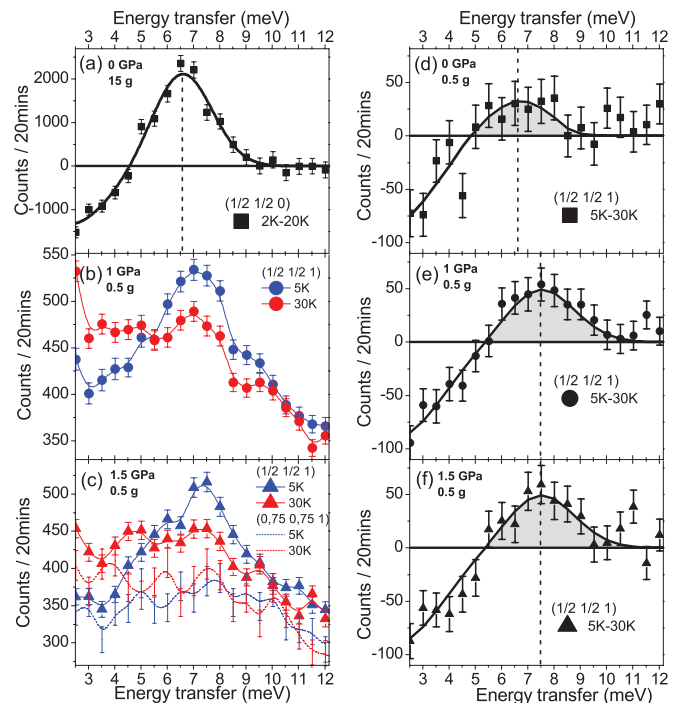 Energy transfer (meV)
3 4 5 6 7 8 9 10 11 12
(a) 0 GPa
15 g
2000
1000
0
-1000
Counts / 20mins
(1/2 1/2 0)
2K-20K
(b) 1 GPa
0.5 g
550
500
450
400
350
Counts / 20mins
(1/2 1/2 1)
5K
30K
(c) 1.5 GPa
0.5 g
500
450
400
350
300
Counts / 20mins
(1/2 1/2 1)
5K
30K
(0,75 0,75 1)
5K
30K
3 4 5 6 7 8 9 10 11 12
Energy transfer (meV)
Energy transfer (meV)
3 4 5 6 7 8 9 10 11 12
(d) 0 GPa
0.5 g
50
0
-50
-100
Counts / 20mins
(1/2 1/2 1)
5K-30K
(e) 1 GPa
0.5 g
50
0
-50
-100
Counts / 20mins
(1/2 1/2 1)
5K-30K
(f) 1.5 GPa
0.5 g
50
0
-50
-100
Counts / 20mins
(1/2 1/2 1)
5K-30K
3 4 5 6 7 8 9 10 11 12
Energy transfer (meV)